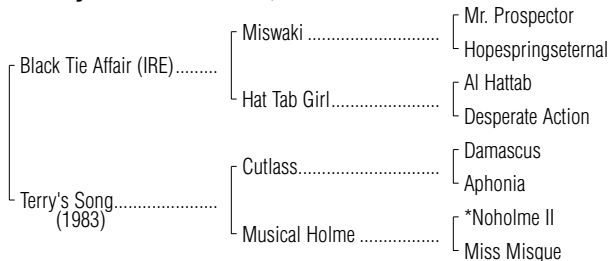 Mr. Prospector
Miswaki ........................
Hopespringseternal
Black Tie Affair (IRE).........
Al Hattab
Hat Tab Girl....................
Desperate Action
Damascus
Cutlass..........................
Aphonia
Terry's Song.....................
(1983)
*Noholme II
Musical Holme ................
Miss Misque